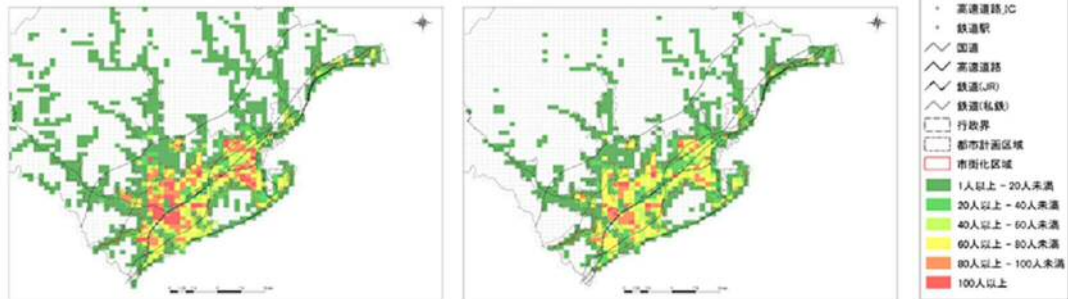 高速道路IC
鉄道駅
国道
高速道路
鉄道(JR)
鉄道(私鉄)
行政界
都市計画区域
市街化区域
1人以上 - 20人未満
20人以上 - 40人未満
40人以上 - 60人未満
60人以上 - 80人未満
80人以上 - 100人未満
100人以上